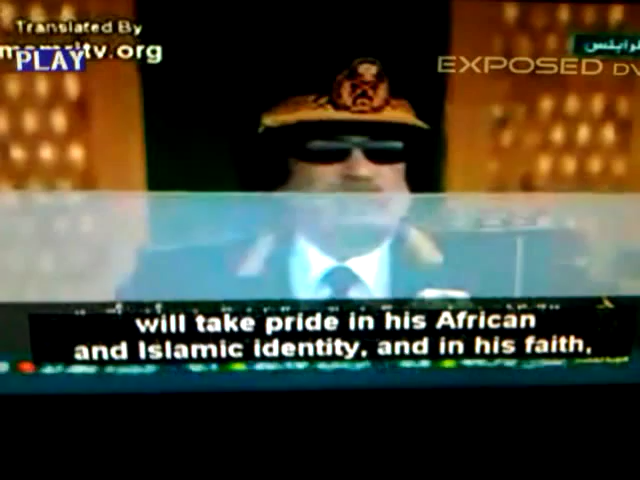 Translated By
memritv.org
PLAY
EXPOSED DV
طرابلس
will take pride in his African
and Islamic identity, and in his faith,